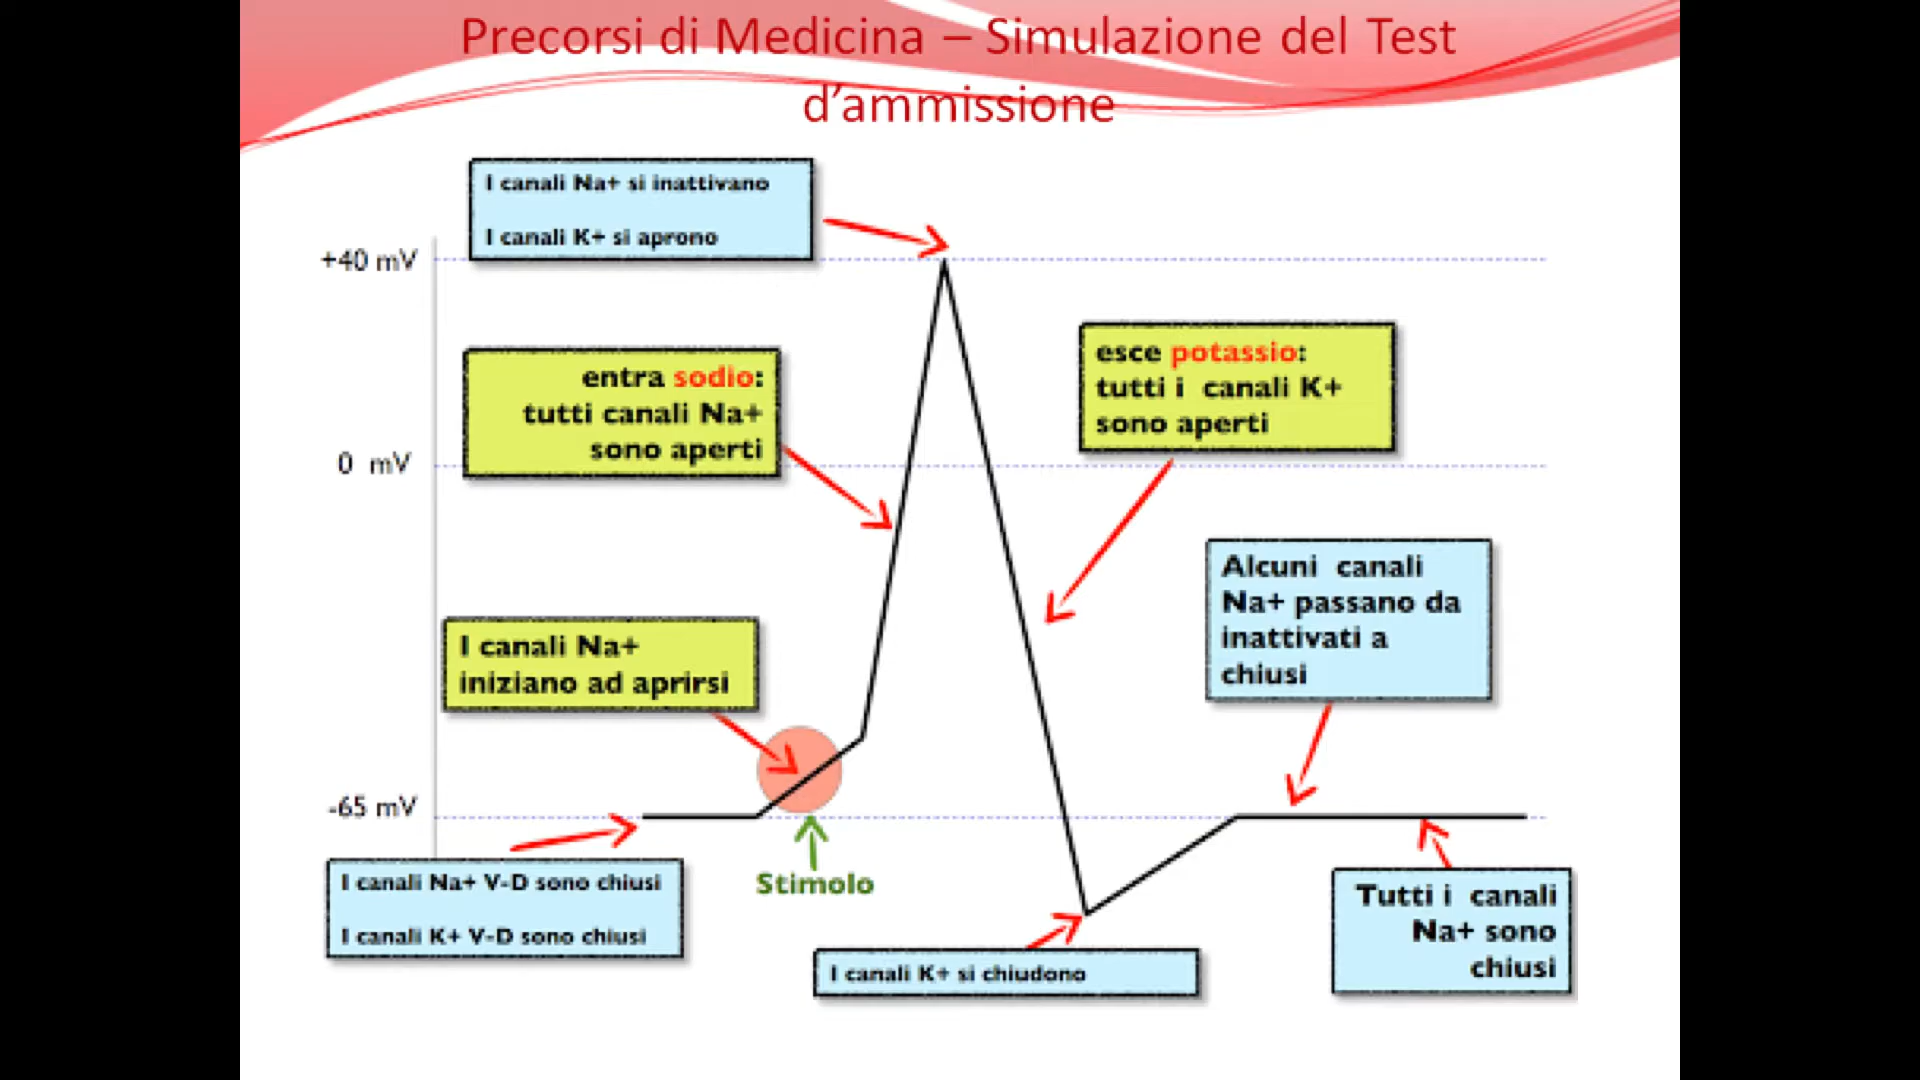 Precorsi di Medicina – Simulazione del Test
d'ammissione
I canali Na+ si inattivano
I canali K+ si aprono
+40 mV
esce potassio:
tutti i canali K+
sono aperti
entra sodio:
tutti canali Na+
sono aperti
0 mV
Alcuni canali
Na+ passano da
inattivati a
chiusi
I canali Na+
iniziano ad aprirsi
-65 mV
Stimolo
I canali Na+ V-D sono chiusi
I canali K+ V-D sono chiusi
I canali K+ si chiudono
Tutti i canali
Na+ sono
chiusi